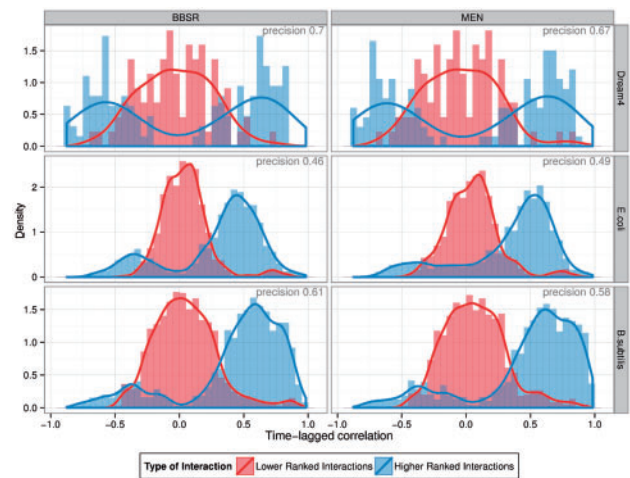 BBSR MEN
precision 0.7 precision 0.67
1.5
1.0
0.5
0.0
Dream4
precision 0.46 precision 0.49
2
1
0
E.coli
Density
precision 0.61 precision 0.58
1.5
1.0
0.5
0.0
B.subtilis
−1.0 −0.5 0.0 0.5 1.0 −1.0 −0.5 0.0 0.5 1.0
Time−lagged correlation
Type of Interaction Lower Ranked Interactions Higher Ranked Interactions